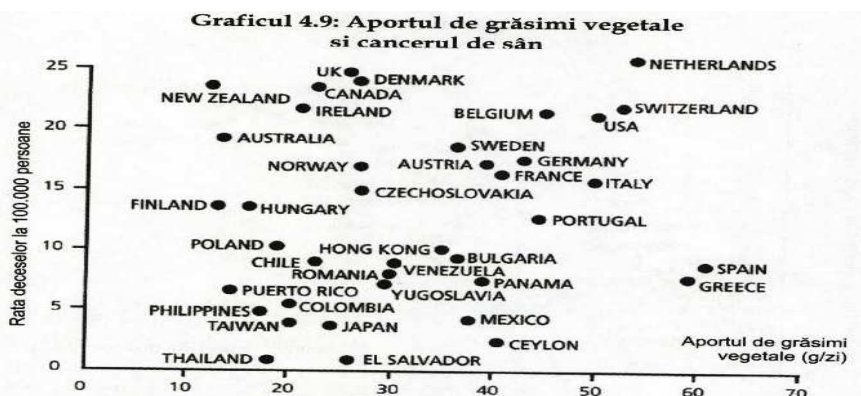 Graficul 4.9: Aportul de grăsimi vegetale
si cancerul de sân
Rata deceselor la 100.000 persoane
25
20
15
10
5
0
UK
DENMARK
NETHERLANDS
NEW ZEALAND
CANADA
IRELAND
BELGIUM
SWITZERLAND
USA
AUSTRALIA
SWEDEN
NORWAY
AUSTRIA
GERMANY
FRANCE
CZECHOSLOVAKIA
ITALY
FINLAND
HUNGARY
PORTUGAL
POLAND
HONG KONG
BULGARIA
CHILE
VENEZUELA
SPAIN
ROMANIA
PANAMA
GREECE
PUERTO RICO
YUGOSLAVIA
COLOMBIA
PHILIPPINES
TAIWAN
JAPAN
MEXICO
CEYLON
THAILAND
EL SALVADOR
Aportul de grăsimi
vegetale (g/zi)
0 10 20 30 40 50 60 70